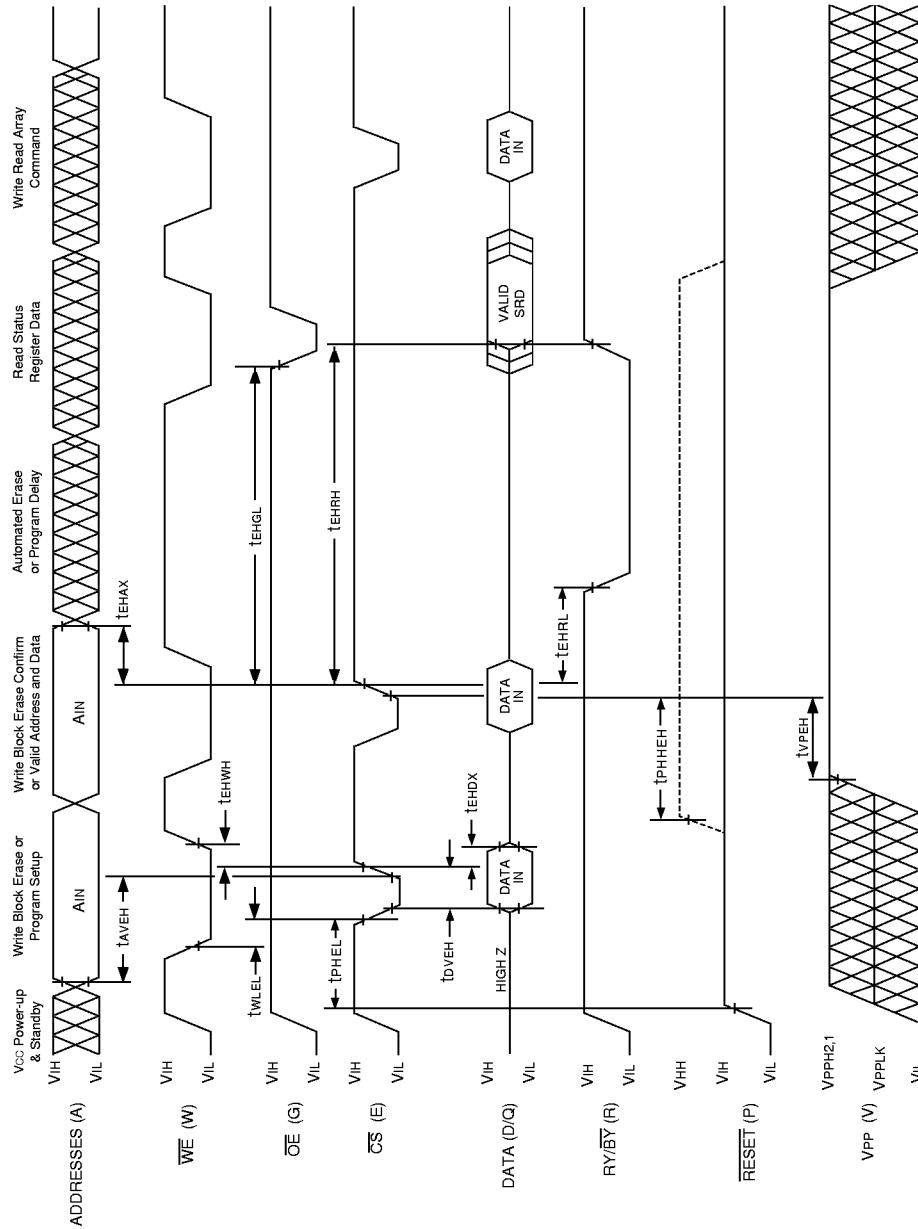 Vcc Power-up
& Standby
Write Block Erase or
Program Setup
Write Block Erase Confirm
or Valid Address and Data
Automated Erase
or Program Delay
Read Status
Register Data
Write Read Array
Command
ADDRESSES (A)
VIH
VIL
AIN
AIN
tAVEH
tEHAX
WE (W)
VIH
VIL
tWLEL
tEHWH
OE (G)
VIH
VIL
tEHGL
CS (E)
VIH
VIL
tPHEL
tEHRH
tDVEH
tEHDX
DATA (D/Q)
VIH
VIL
HIGH Z
DATA
IN
DATA
IN
VALID
SRD
DATA
IN
RY/BY (R)
VIH
VIL
tEHRL
RESET (P)
VHH
VIH
VIL
tPHHEH
VPP (V)
VPPH2,1
VPPLK
VIL
tVPEH